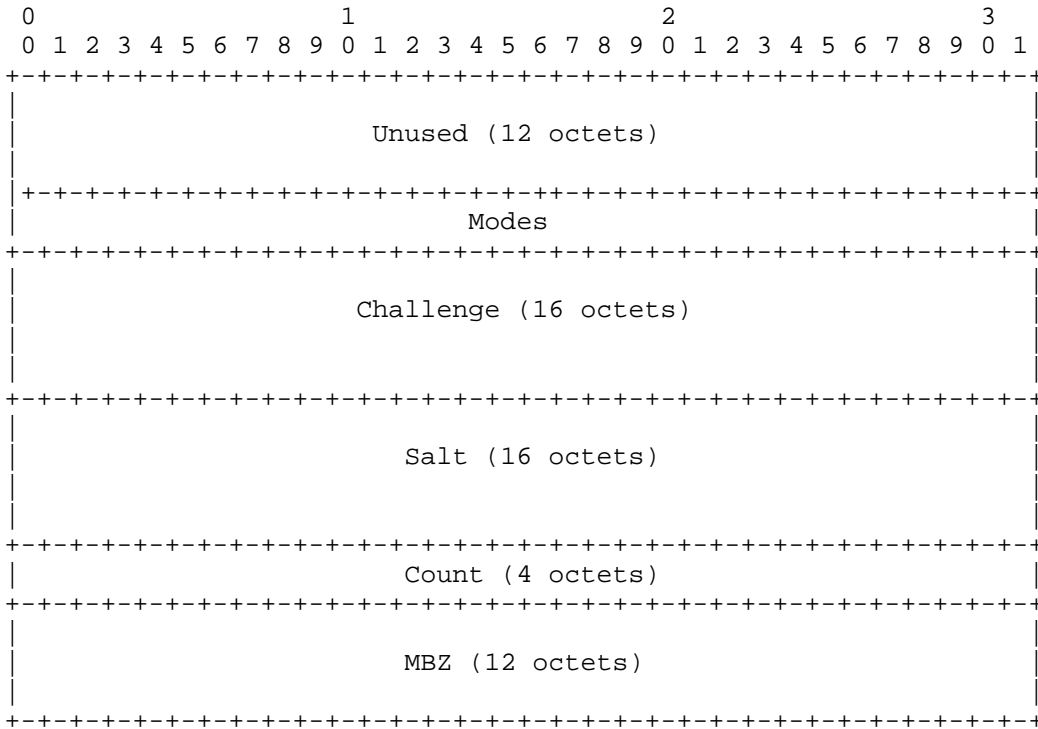 0                   1                   2                   3
0 1 2 3 4 5 6 7 8 9 0 1 2 3 4 5 6 7 8 9 0 1 2 3 4 5 6 7 8 9 0 1
+-+-+-+-+-+-+-+-+-+-+-+-+-+-+-+-+-+-+-+-+-+-+-+-+-+-+-+-+-+-+-+-+
|                                                               |
|                      Unused (12 octets)                       |
|                                                               |
|+-+-+-+-+-+-+-+-+-+-+-+-+-+-+-+-++-+-+-+-+-+-+-+-+-+-+-+-+-+-+-+
|                            Modes                              |
+-+-+-+-+-+-+-+-+-+-+-+-+-+-+-+-+-+-+-+-+-+-+-+-+-+-+-+-+-+-+-+-+
|                                                               |
|                     Challenge (16 octets)                     |
|                                                               |
|                                                               |
+-+-+-+-+-+-+-+-+-+-+-+-+-+-+-+-+-+-+-+-+-+-+-+-+-+-+-+-+-+-+-+-+
|                                                               |
|                        Salt (16 octets)                       |
|                                                               |
|                                                               |
+-+-+-+-+-+-+-+-+-+-+-+-+-+-+-+-+-+-+-+-+-+-+-+-+-+-+-+-+-+-+-+-+
|                        Count (4 octets)                       |
+-+-+-+-+-+-+-+-+-+-+-+-+-+-+-+-+-+-+-+-+-+-+-+-+-+-+-+-+-+-+-+-+
|                                                               |
|                        MBZ (12 octets)                        |
|                                                               |
+-+-+-+-+-+-+-+-+-+-+-+-+-+-+-+-+-+-+-+-+-+-+-+-+-+-+-+-+-+-+-+-+